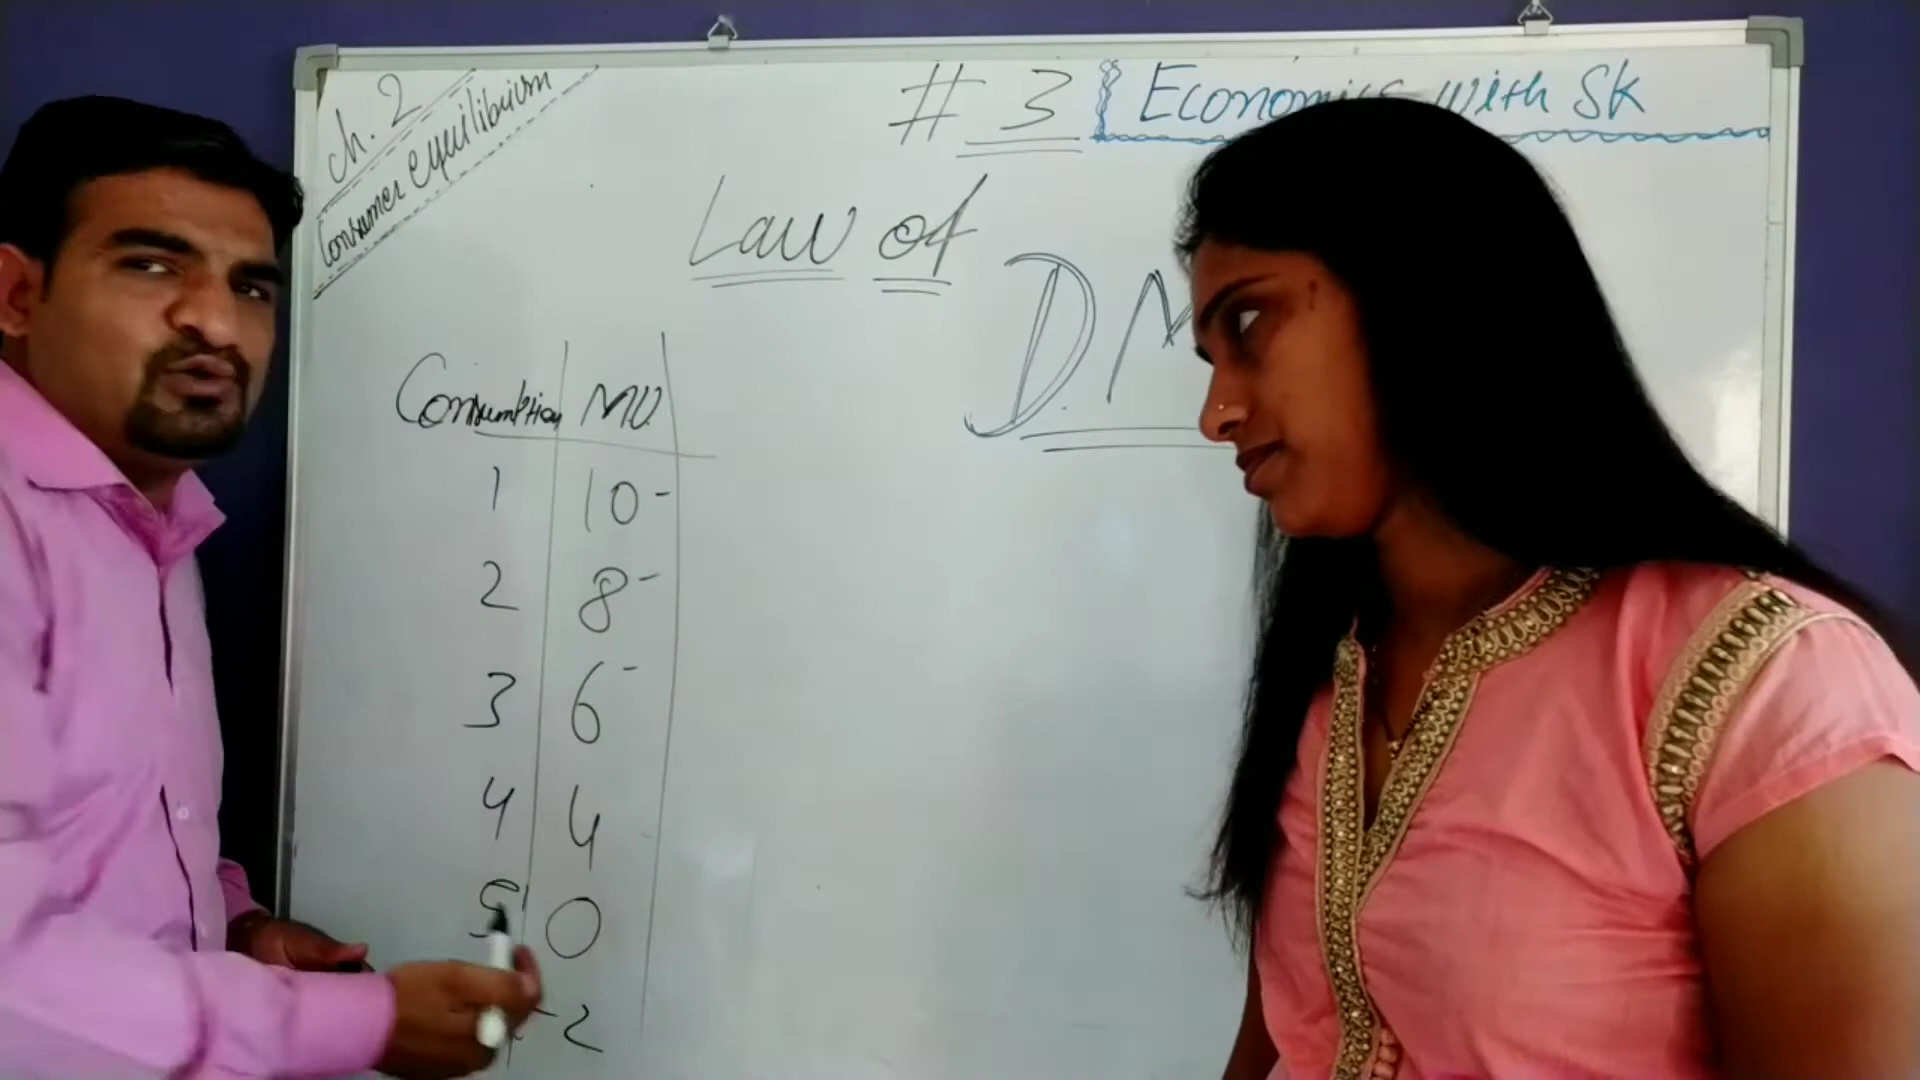 Ch. 2
Consumer equilibrium
# 3 Economics with SK
Law of
D.M
Consumption MU
1 10-
2 8-
3 6-
4 4
5 0
-2